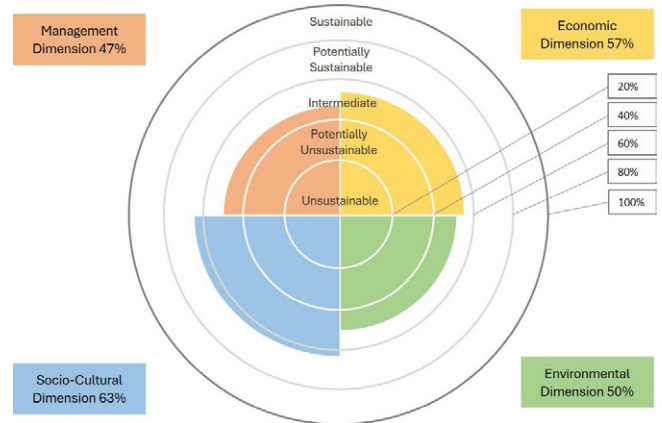 Management
Dimension 47%
Sustainable
Economic
Dimension 57%
Potentially
Sustainable
Intermediate
Potentially
Unsustainable
Unsustainable
20%
40%
60%
80%
100%
Socio-Cultural
Dimension 63%
Environmental
Dimension 50%